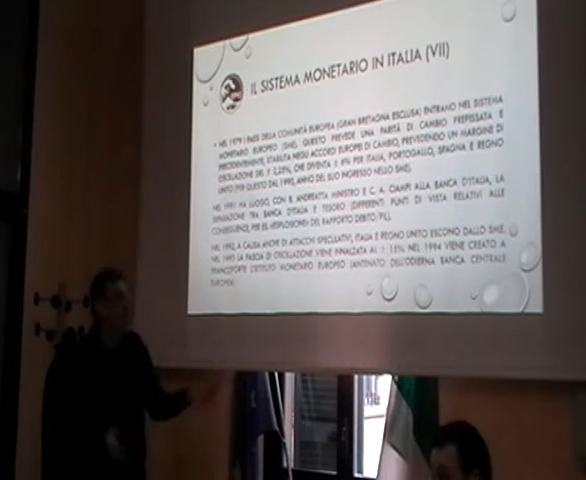 IL SISTEMA MONETARIO IN ITALIA (VII)
• NEL 1979 I PAESI DELLA COMUNITÀ EUROPEA (GRAN BRETAGNA ESCLUSA) ENTRANO NEL SISTEMA
MONETARIO EUROPEO (SME). QUESTO PREVEDE UNA PARITÀ DI CAMBIO PREFISSATA E
PRECEDENTEMENTE, STABILITA NEGLI ACCORDI EUROPEI DI CAMBIO, PREVEDENDO UN MARGINE DI
OSCILLAZIONE DEL ± 2,25%, CHE DIVENTA ± 6% PER ITALIA, PORTOGALLO, SPAGNA E REGNO
UNITO (PER QUESTO DAL 1990, ANNO DEL SUO INGRESSO NELLO SME).
NEL 1981 HA LUOGO, CON B. ANDREATTA MINISTRO E C. A. CIAMPI ALLA BANCA D'ITALIA, LA
SEPARAZIONE TRA BANCA D'ITALIA E TESORO (DIFFERENTI PUNTI DI VISTA RELATIVI ALLE
CONSEGUENZE, PER ES. «ESPLOSIONE» DEL RAPPORTO DEBITO/PIL).
NEL 1992, A CAUSA ANCHE DI ATTACCHI SPECULATIVI, ITALIA E REGNO UNITO ESCONO DALLO SME.
NEL 1993 LA FASCIA DI OSCILLAZIONE VIENE INNALZATA AL ± 15% NEL 1994 VIENE CREATO A
FRANCOFORTE L'ISTITUTO MONETARIO EUROPEO (ANTENATO DELL'ODIERNA BANCA CENTRALE
EUROPEA).